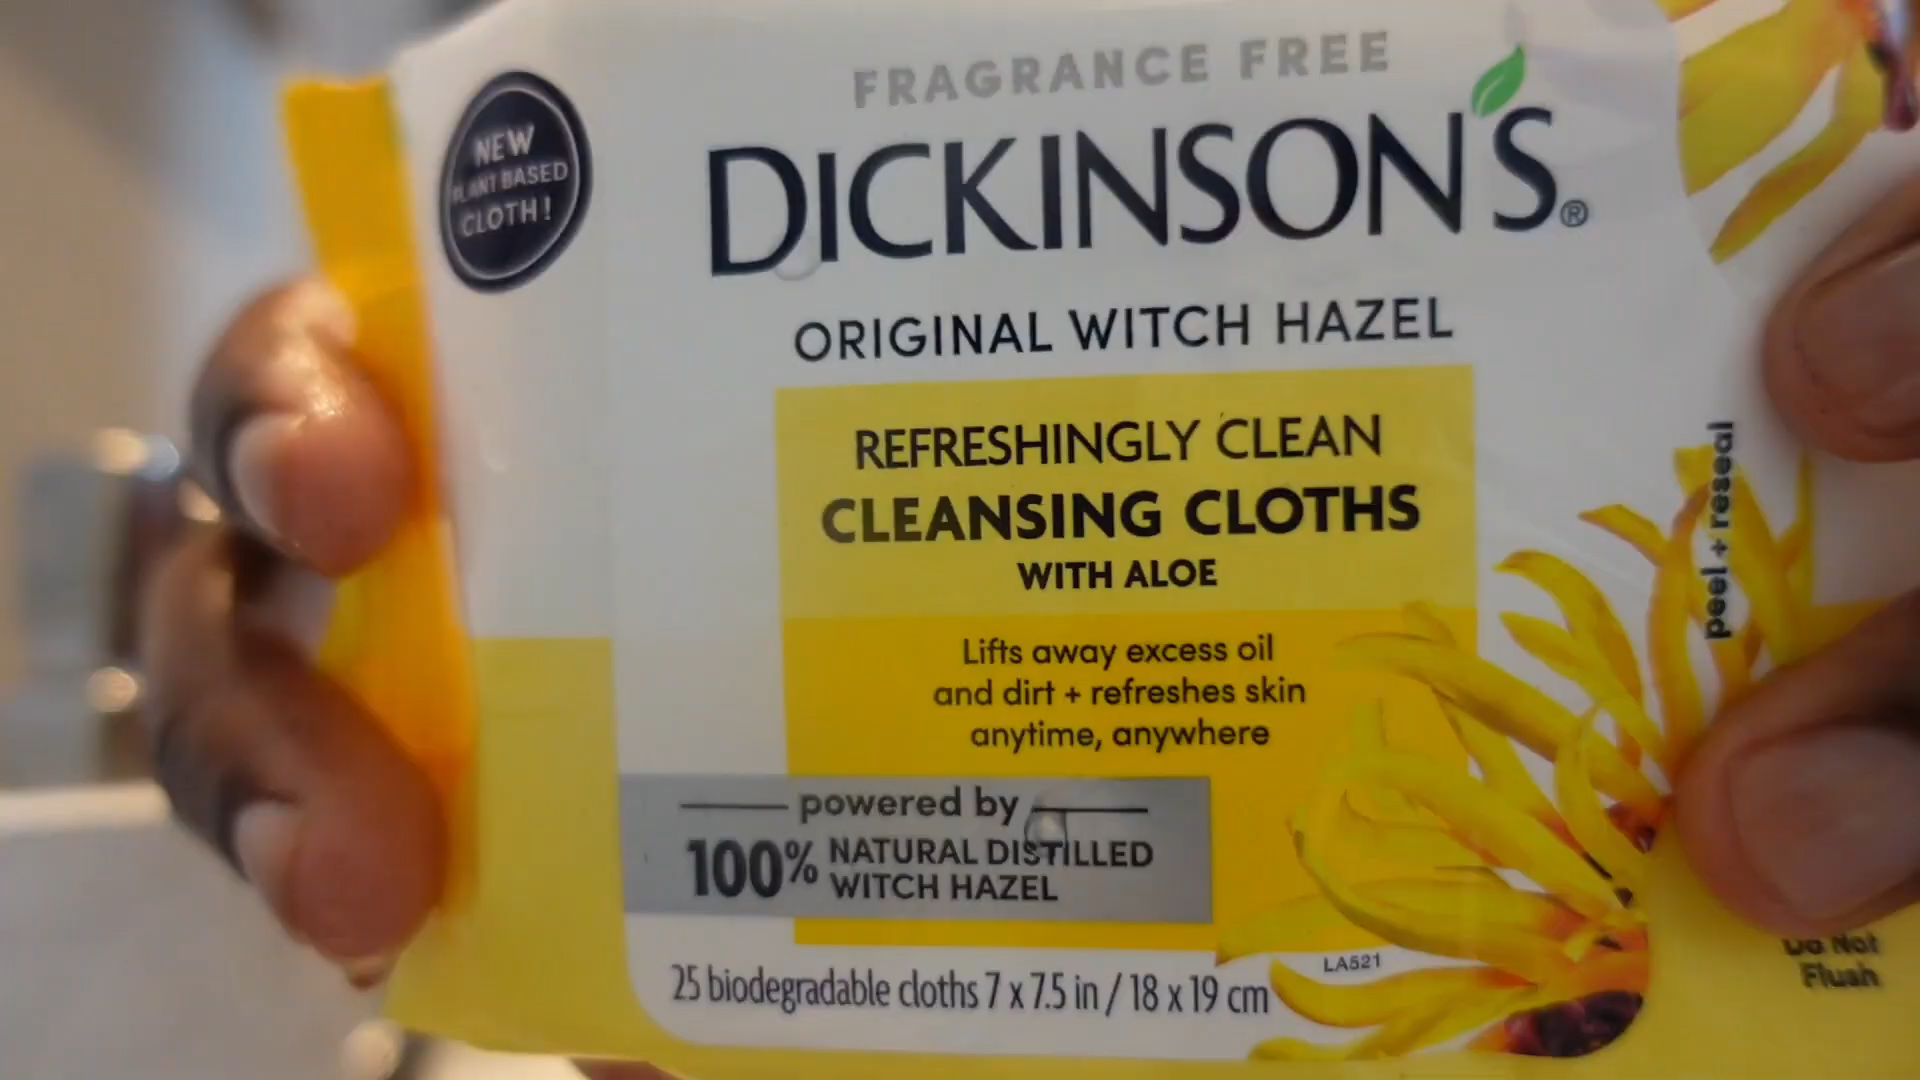 FRAGRANCE FREE
NEW
PLANT BASED
CLOTH!
DICKINSON'S®
ORIGINAL WITCH HAZEL
REFRESHINGLY CLEAN
CLEANSING CLOTHS
WITH ALOE
Lifts away excess oil
and dirt + refreshes skin
anytime, anywhere
powered by
100% NATURAL DISTILLED
WITCH HAZEL
25 biodegradable cloths 7 x 7.5 in / 18 x 19 cm
LA521
peel + reseal
Do Not
Flush